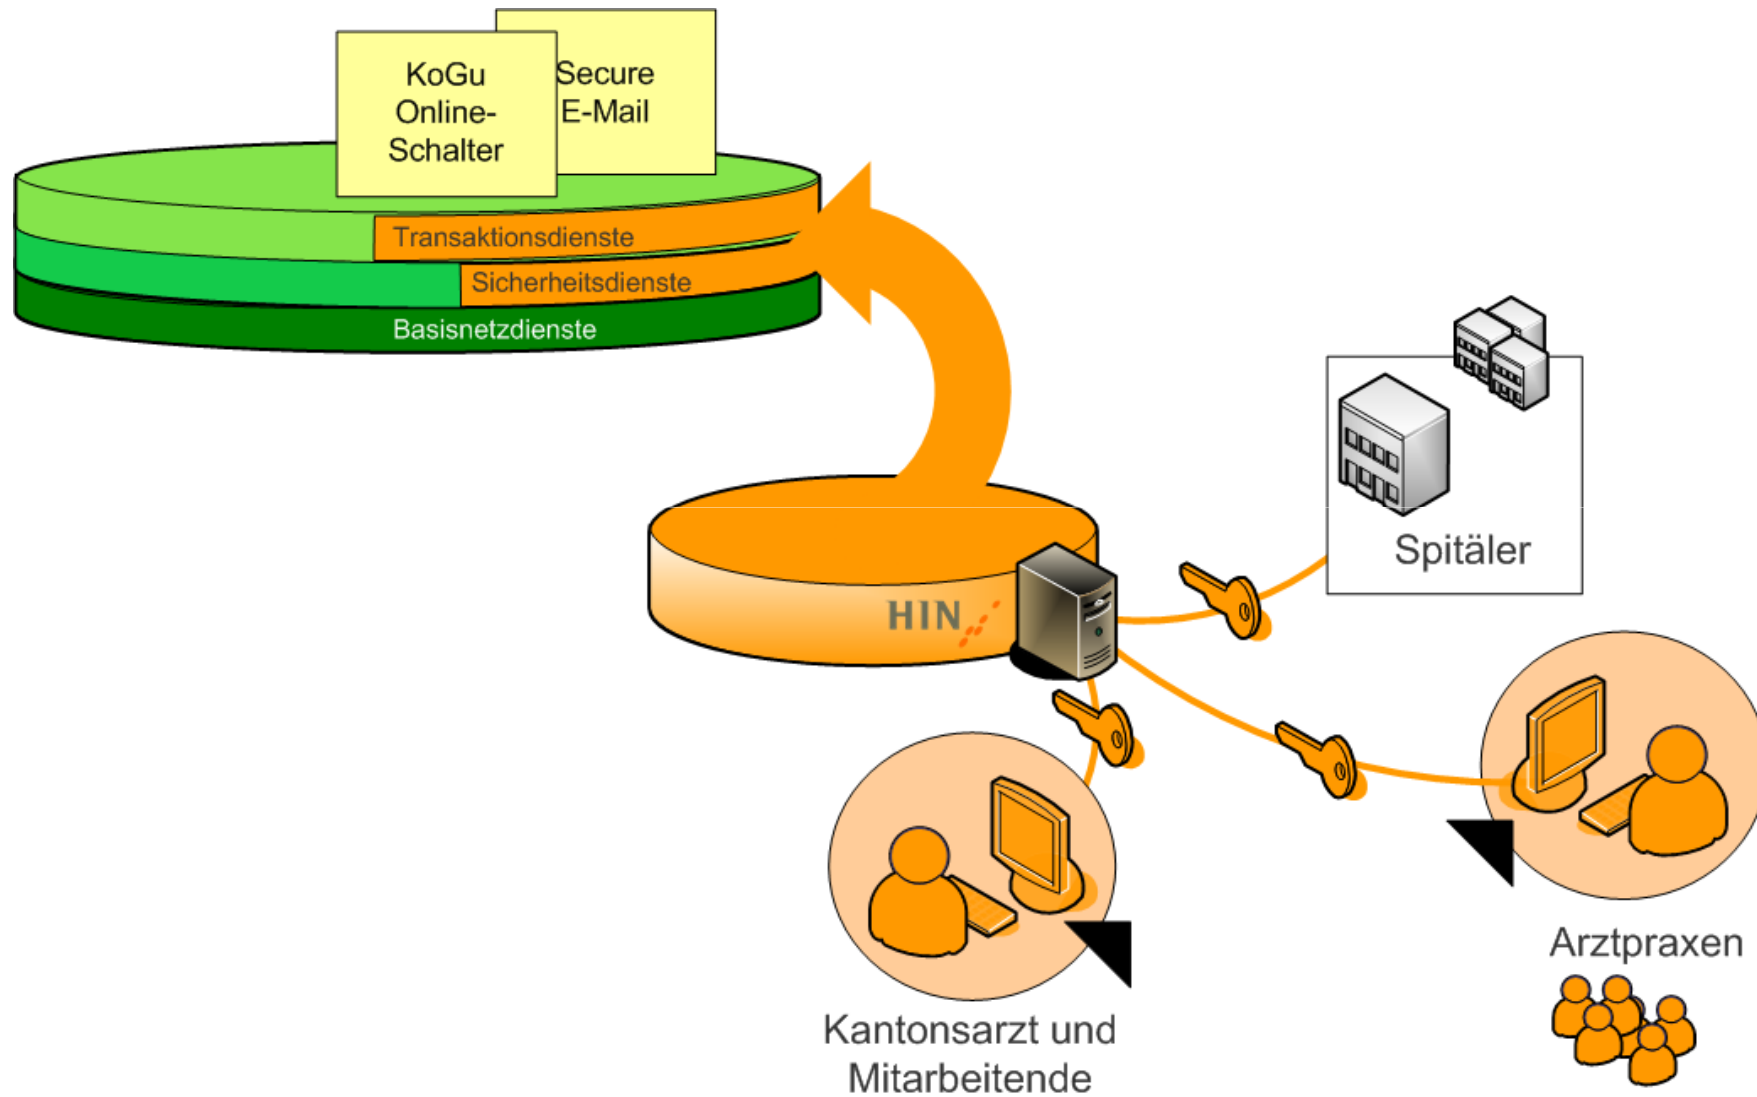 KoGu
Online-
Schalter
Secure
E-Mail
Transaktionsdienste
Sicherheitsdienste
Basisnetzdienste
Spitäler
HIN
Arztpraxen
Kantonsarzt und
Mitarbeitende